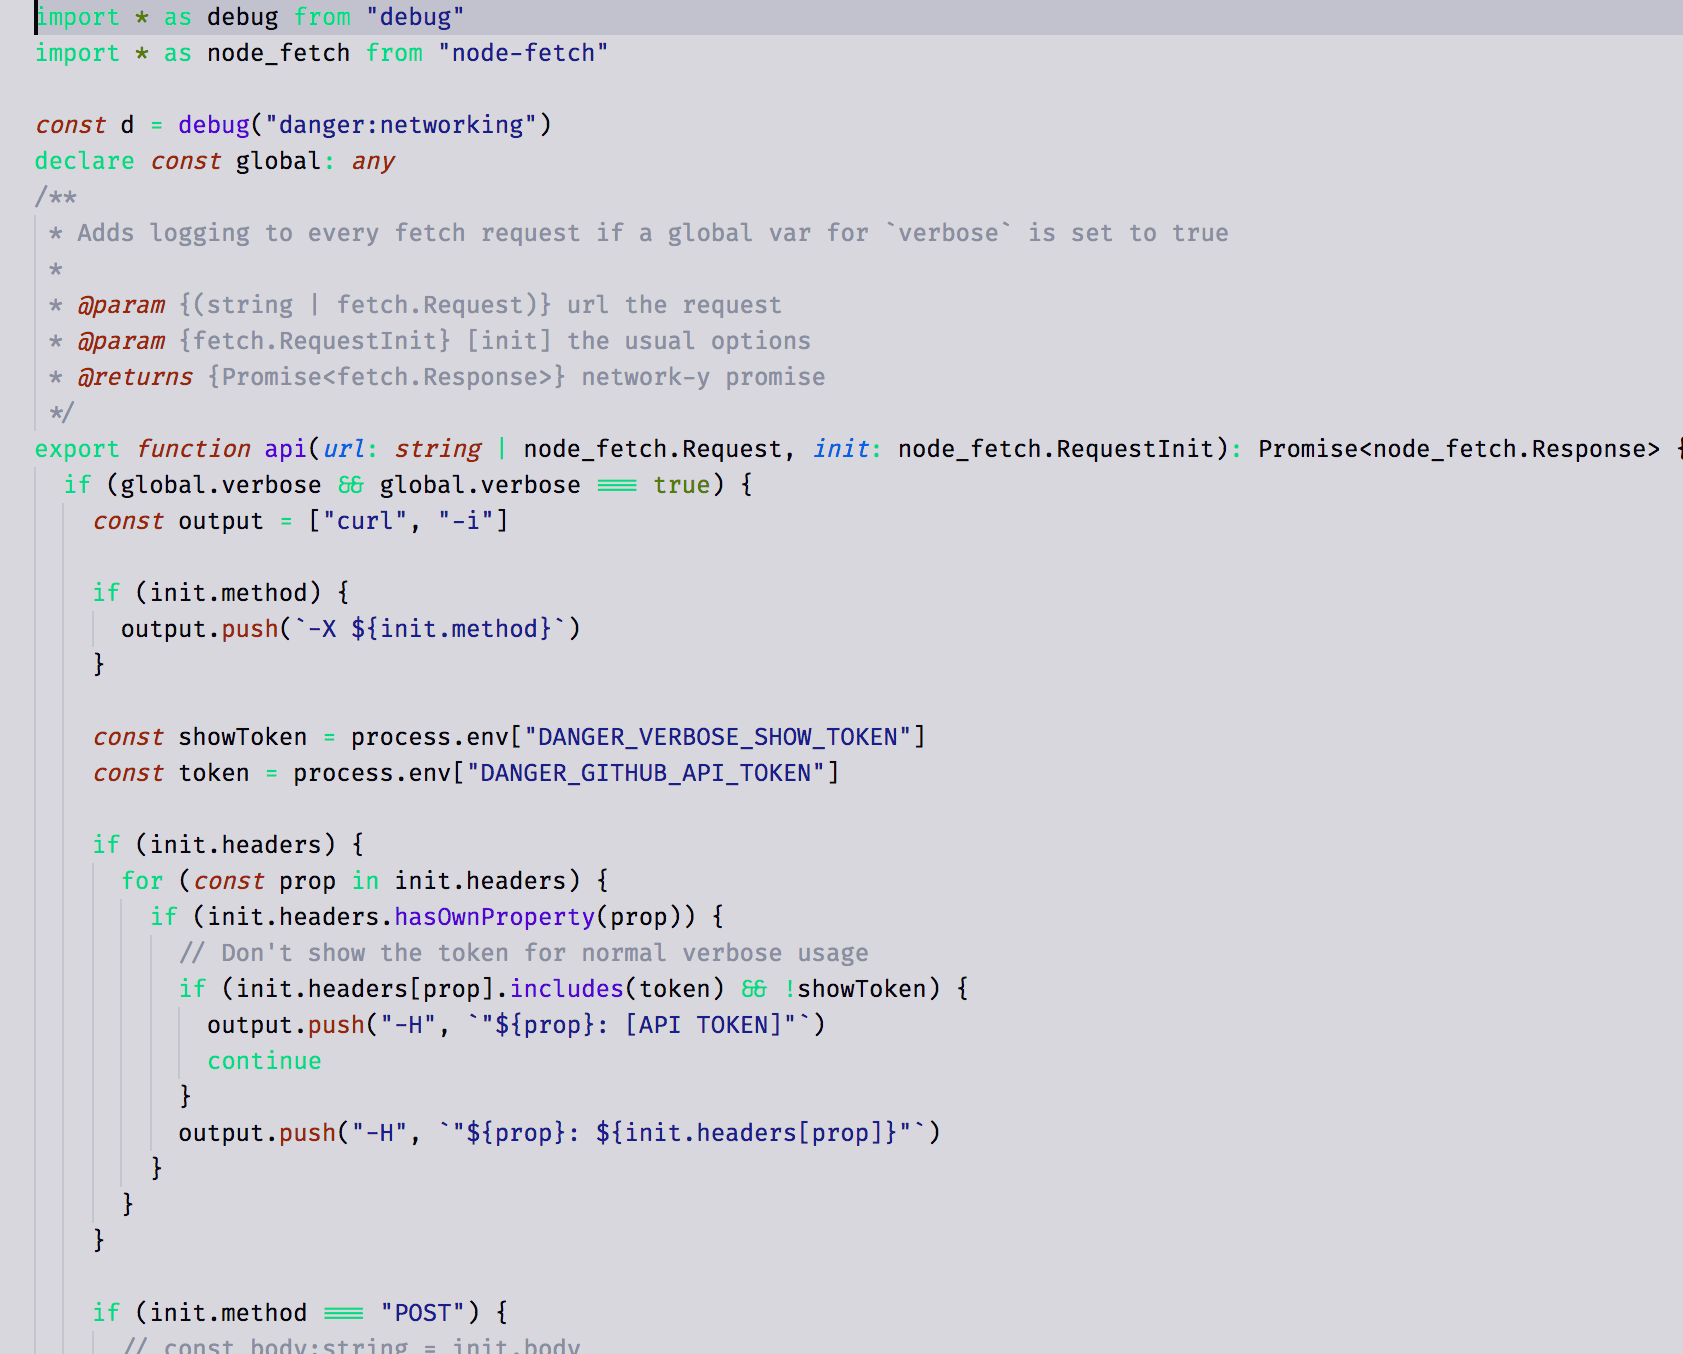 import * as debug from "debug"
import * as node_fetch from "node-fetch"

const d = debug("danger:networking")
declare const global: any
/**
 * Adds logging to every fetch request if a global var for `verbose` is set to true
 *
 * @param {(string | fetch.Request)} url the request
 * @param {fetch.RequestInit} [init] the usual options
 * @returns {Promise<fetch.Response>} network-y promise
 */
export function api(url: string | node_fetch.Request, init: node_fetch.RequestInit): Promise<node_fetch.Response> {
  if (global.verbose && global.verbose === true) {
    const output = ["curl", "-i"]

    if (init.method) {
      output.push(`-X ${init.method}`)
    }

    const showToken = process.env["DANGER_VERBOSE_SHOW_TOKEN"]
    const token = process.env["DANGER_GITHUB_API_TOKEN"]

    if (init.headers) {
      for (const prop in init.headers) {
        if (init.headers.hasOwnProperty(prop)) {
          // Don't show the token for normal verbose usage
          if (init.headers[prop].includes(token) && !showToken) {
            output.push("-H", `"${prop}: [API TOKEN]"`)
            continue
          }
          output.push("-H", `"${prop}: ${init.headers[prop]}"`)
        }
      }
    }

    if (init.method === "POST") {
      // const body:string = init.body